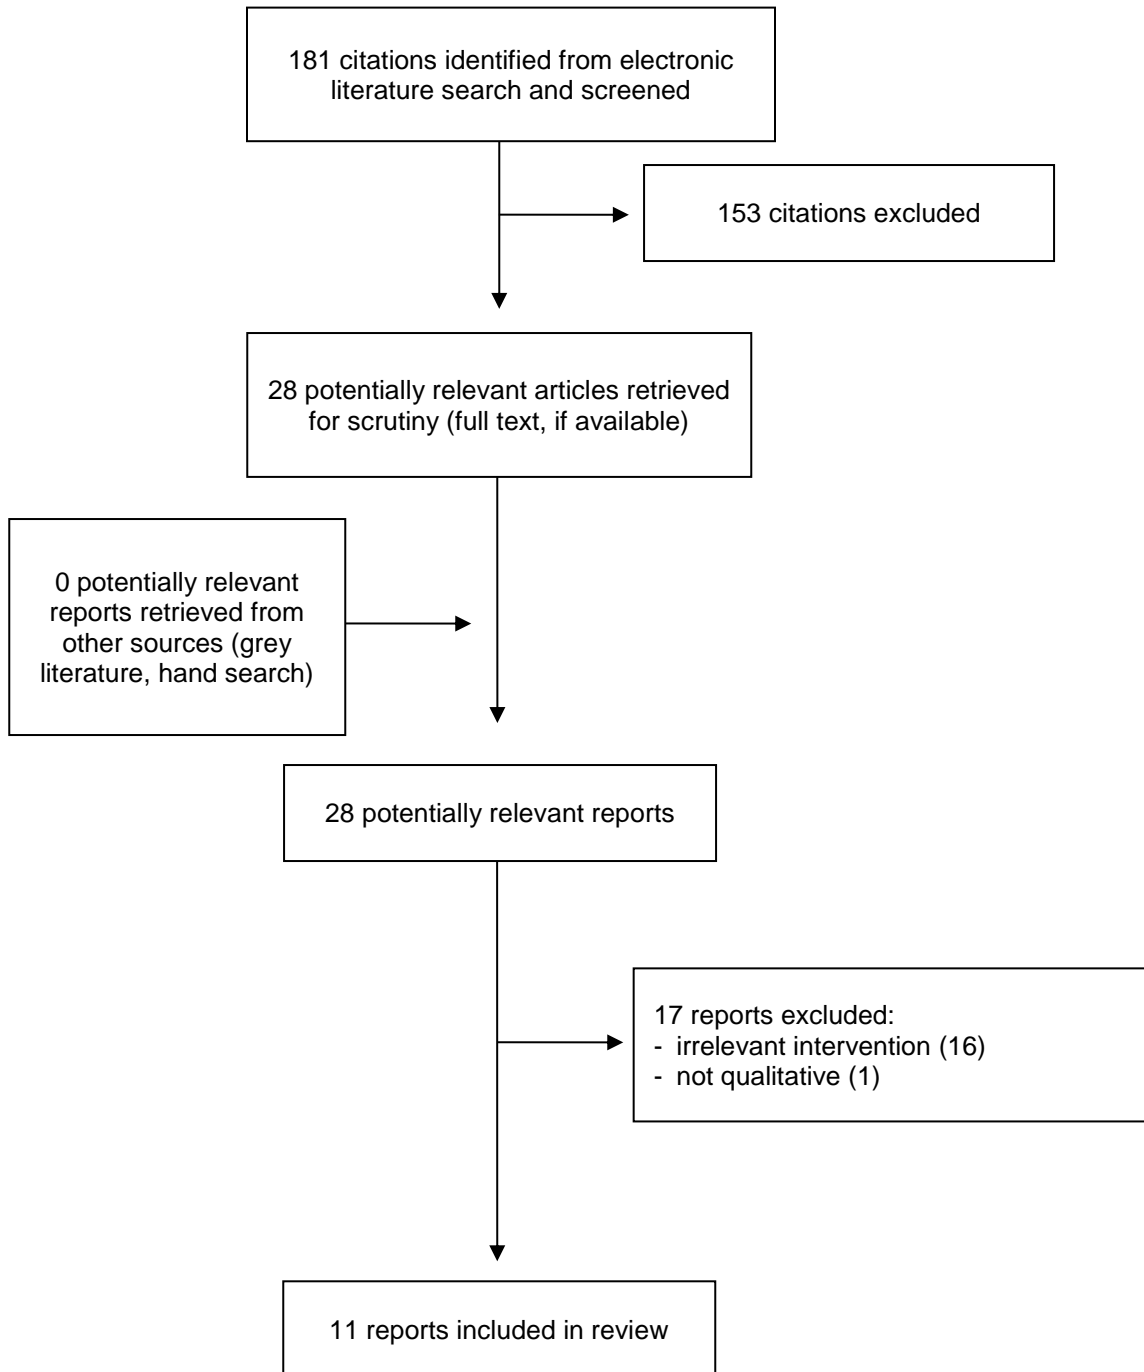 181 citations identified from electronic
literature search and screened
153 citations excluded
28 potentially relevant articles retrieved
for scrutiny (full text, if available)
0 potentially relevant
reports retrieved from
other sources (grey
literature, hand search)
28 potentially relevant reports
17 reports excluded:
- irrelevant intervention (16)
- not qualitative (1)
11 reports included in review